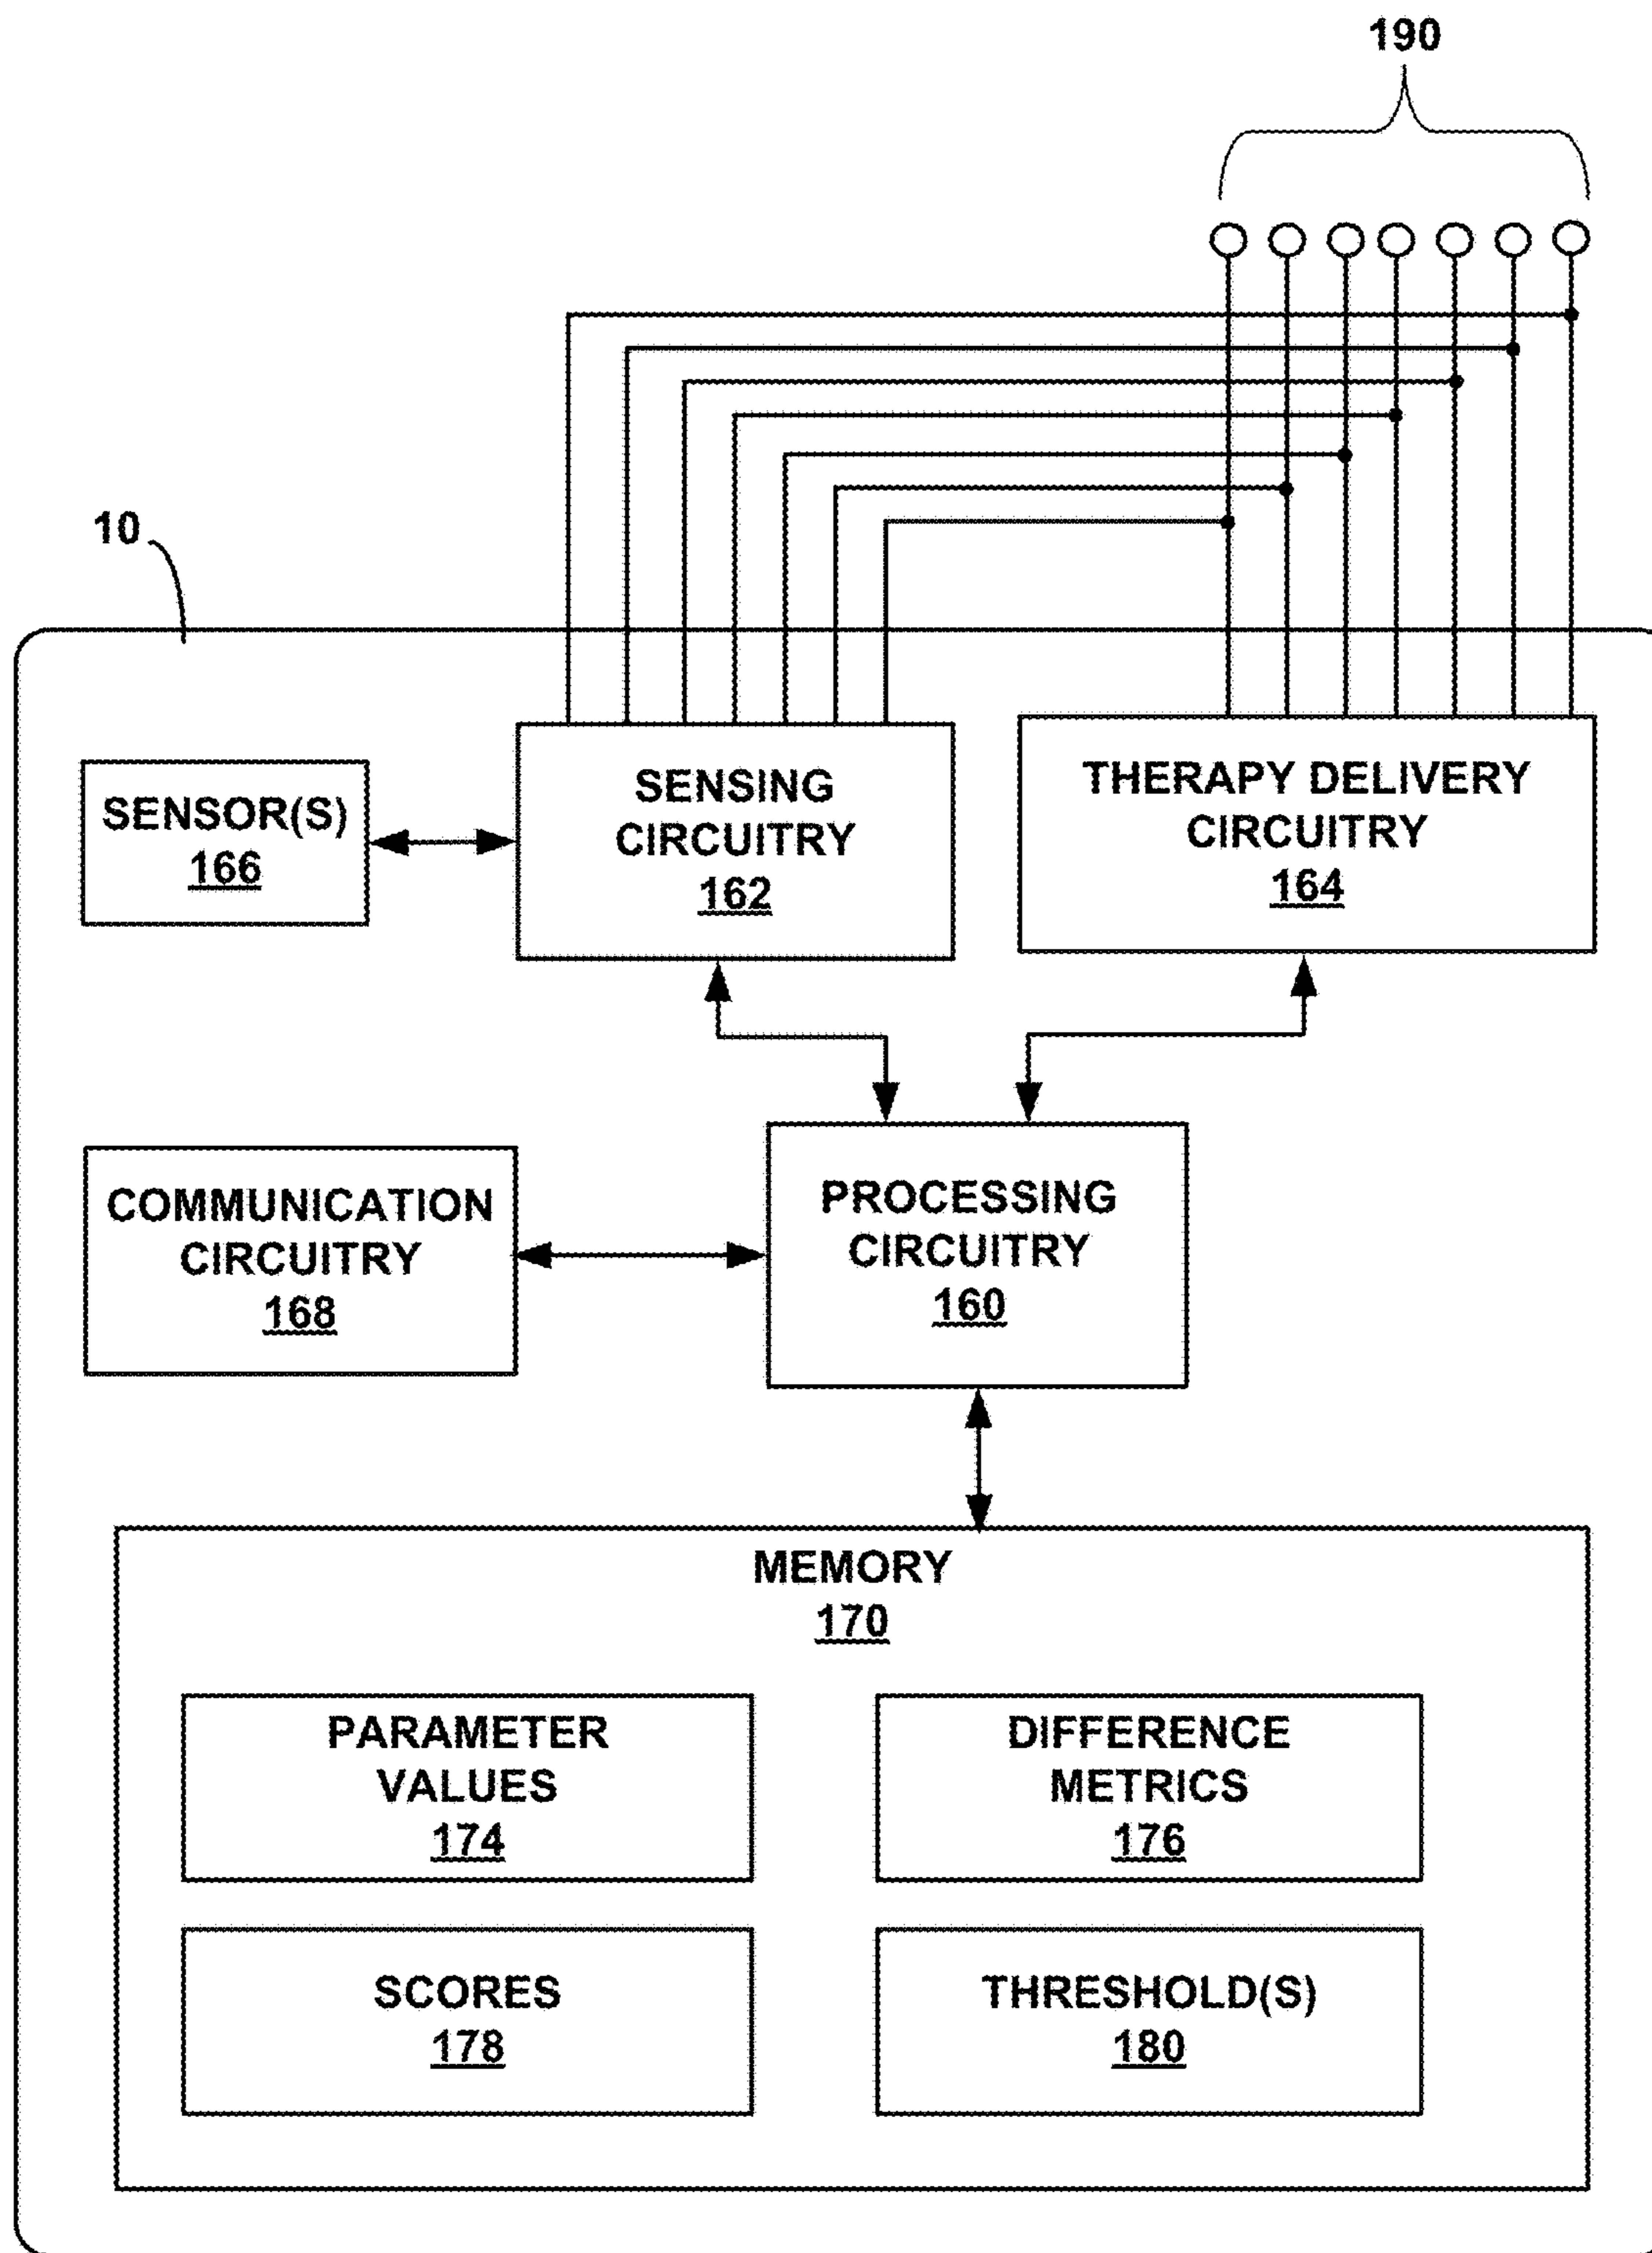 190
10
SENSOR(S)
166
SENSING
CIRCUITRY
162
THERAPY DELIVERY
CIRCUITRY
164
COMMUNICATION
CIRCUITRY
168
PROCESSING
CIRCUITRY
160
MEMORY
170
PARAMETER
VALUES
174
DIFFERENCE
METRICS
176
SCORES
178
THRESHOLD(S)
180